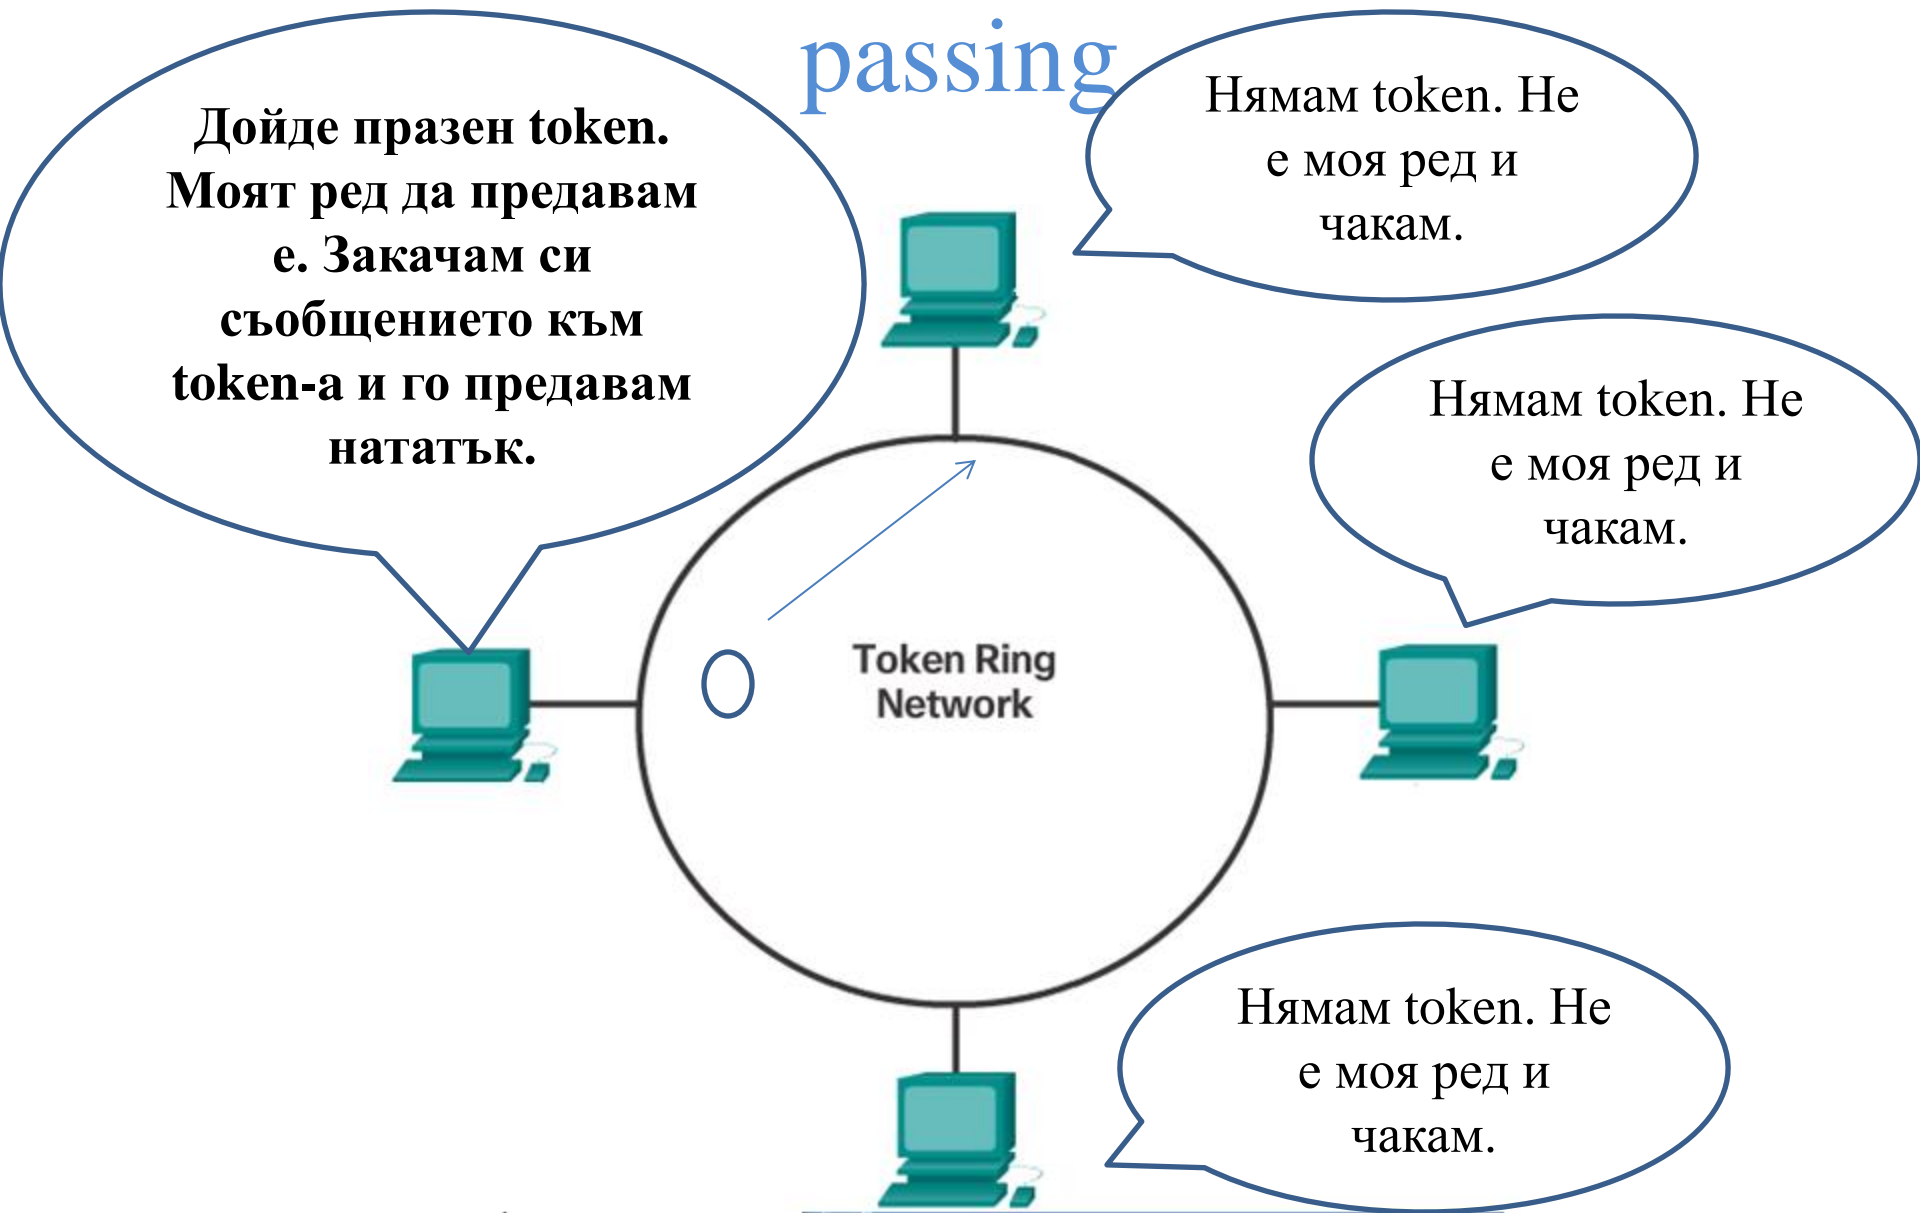 passing
Дойде празен token.
Моят ред да предавам
е. Закачам си
съобщението към
token-а и го предавам
нататък.
Нямам token. Не
е моя ред и
чакам.
Нямам token. Не
е моя ред и
чакам.
Token Ring
Network
Нямам token. Не
е моя ред и
чакам.